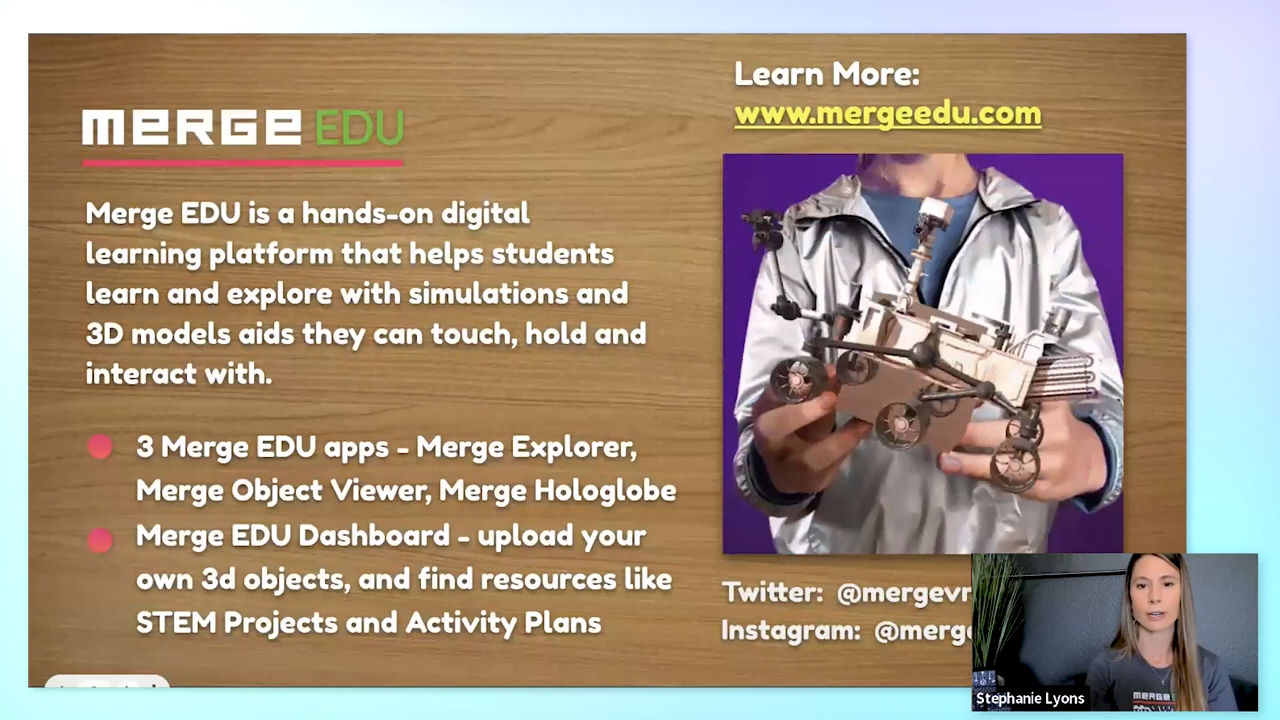 MERGE EDU
Merge EDU is a hands-on digital
learning platform that helps students
learn and explore with simulations and
3D models aids they can touch, hold and
interact with.
3 Merge EDU apps - Merge Explorer,
Merge Object Viewer, Merge Hologlobe
Merge EDU Dashboard - upload your
own 3d objects, and find resources like
STEM Projects and Activity Plans
Learn More:
www.mergeedu.com
Twitter: @mergevr
Instagram:
MERGE
Stephanie Lyons